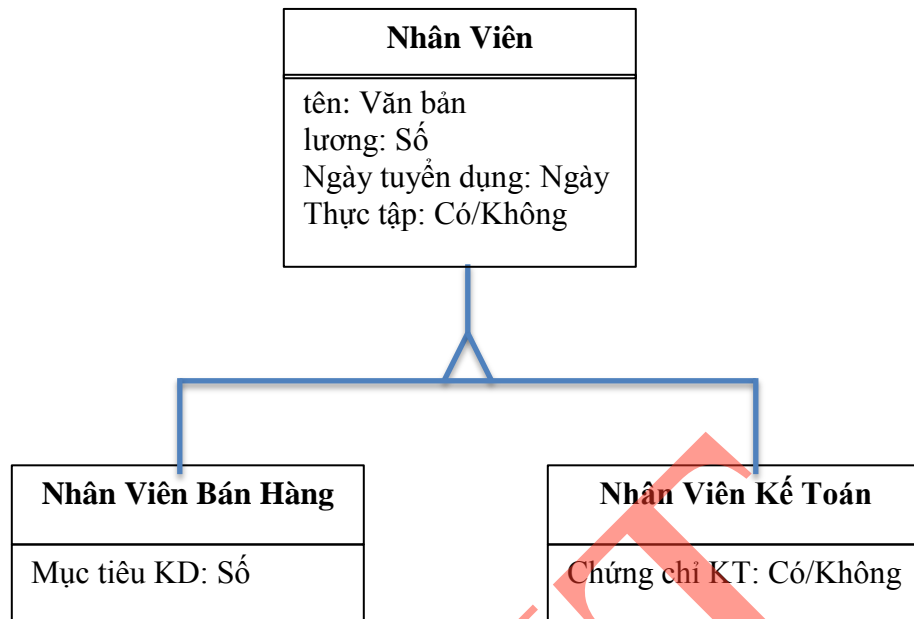 Nhân Viên
tên: Văn bản
lương: Số
Ngày tuyển dụng: Ngày
Thực tập: Có/Không
Nhân Viên Bán Hàng
Mục tiêu KD: Số
Nhân Viên Kế Toán
Chứng chỉ KT: Có/Không
T